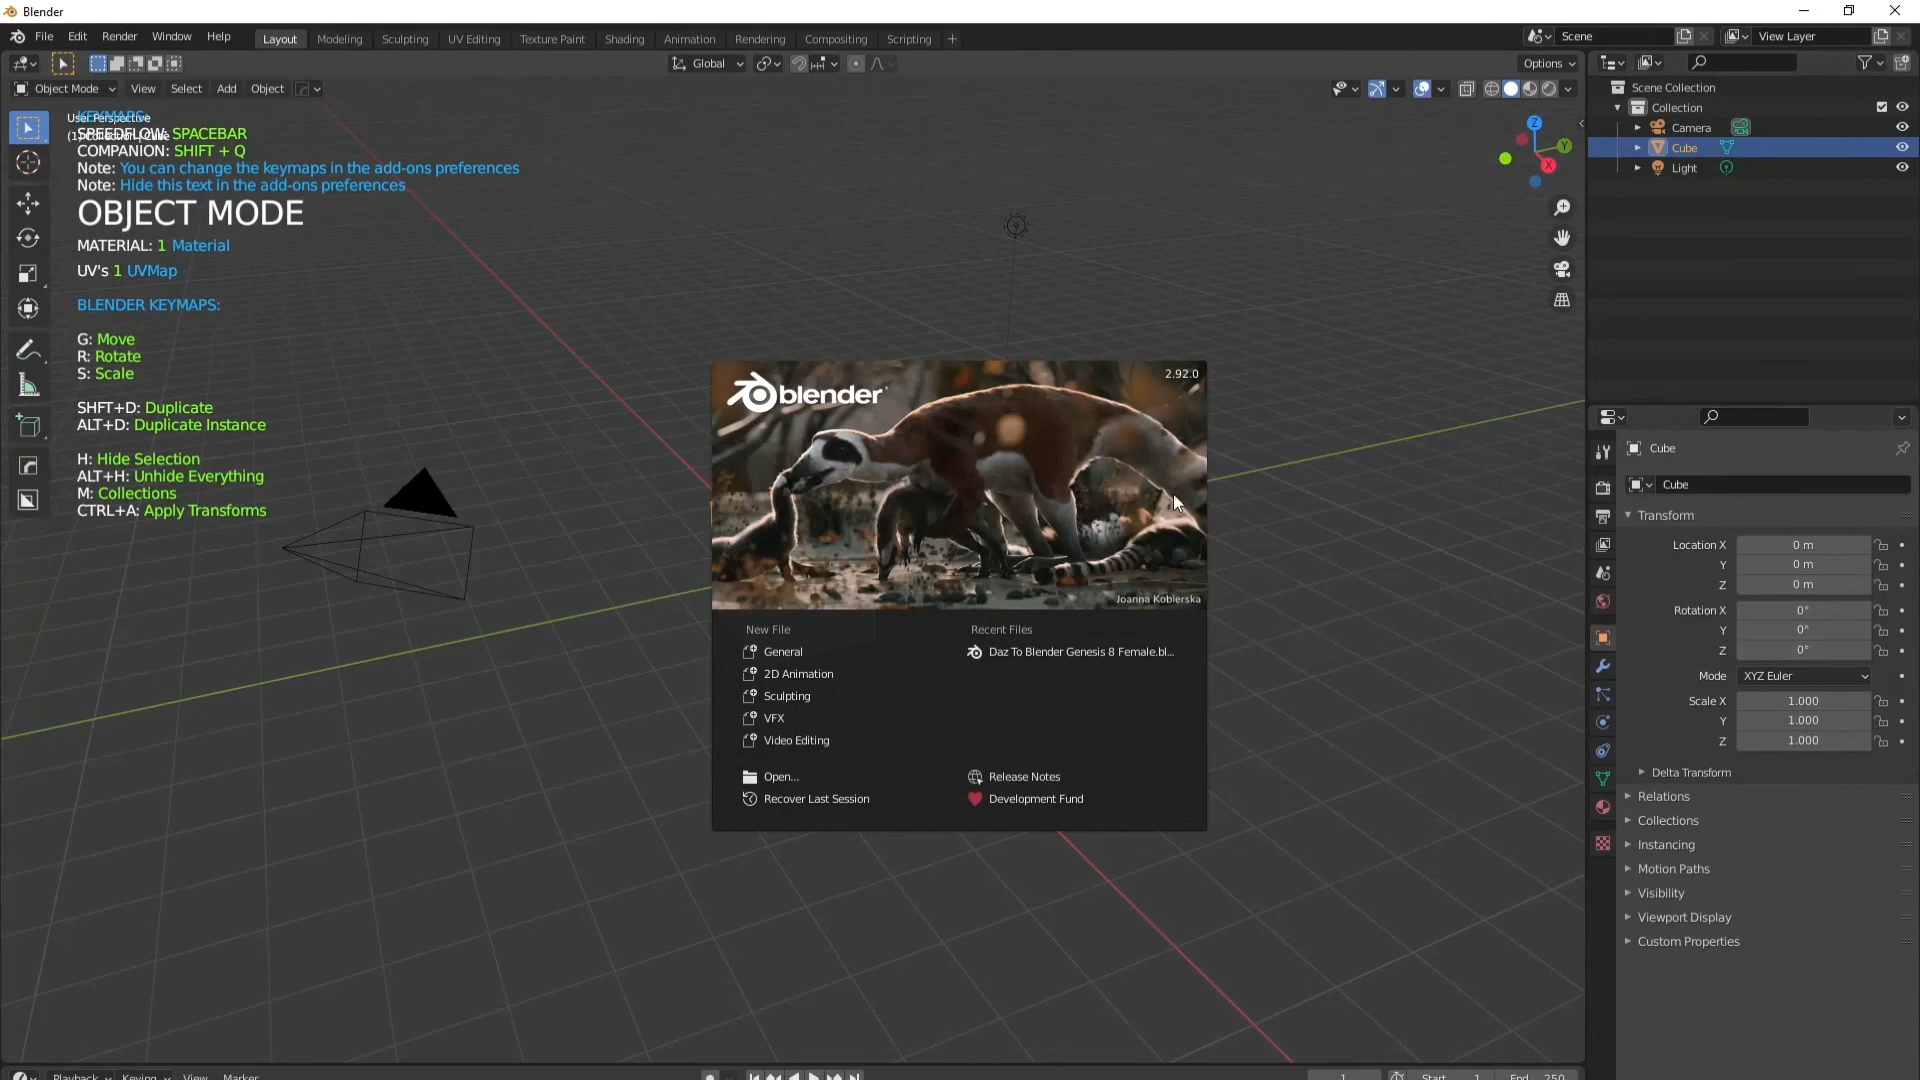 Blender
File Edit Render Window Help
Layout Modeling Sculpting UV Editing Texture Paint Shading Animation Rendering Compositing Scripting +
Scene
View Layer
Global
Options
Object Mode View Select Add Object
KEYMAPS:
User Perspective
SPEEDFLOW: SPACEBAR
(1) Collection | Cube
COMPANION: SHIFT + Q
Note: You can change the keymaps in the add-ons preferences
Note: Hide this text in the add-ons preferences
OBJECT MODE
MATERIAL: 1 Material
UV's 1 UVMap
BLENDER KEYMAPS:
G: Move
R: Rotate
S: Scale
SHFT+D: Duplicate
ALT+D: Duplicate Instance
H: Hide Selection
ALT+H: Unhide Everything
M: Collections
CTRL+A: Apply Transforms
Z
Y
X
blender
2.92.0
Joanna Kobierska
New File
General
2D Animation
Sculpting
VFX
Video Editing
Open...
Recover Last Session
Recent Files
Daz To Blender Genesis 8 Female.bl...
Release Notes
Development Fund
Scene Collection
Collection
Camera
Cube
Light
Cube
Cube
Transform
Location X 0 m
Y 0 m
Z 0 m
Rotation X 0°
Y 0°
Z 0°
Mode XYZ Euler
Scale X 1.000
Y 1.000
Z 1.000
Delta Transform
Relations
Collections
Instancing
Motion Paths
Visibility
Viewport Display
Custom Properties
Playback Keying View Marker
1 Start 1 End 250